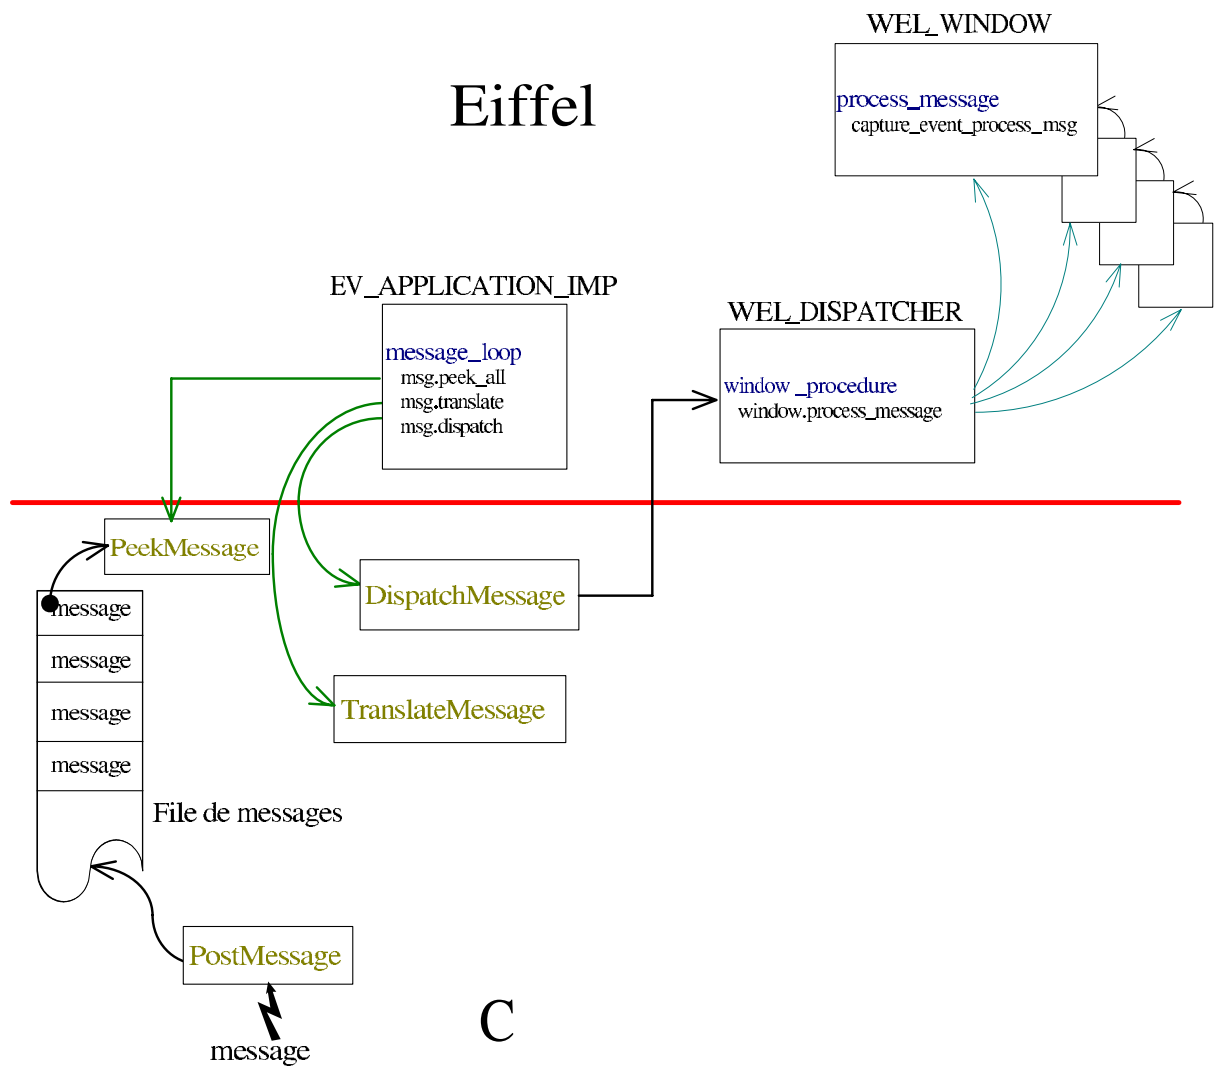 WEL_WINDOW
Eiffel
process_message
capture_event_process_msg
EV_APPLICATION_IMP
message_loop
msg.peek_all
msg.translate
msg.dispatch
WEL_DISPATCHER
window _procedure
window.process_message
PeekMessage
DispatchMessage
TranslateMessage
message
message
message
message
File de messages
PostMessage
message
C